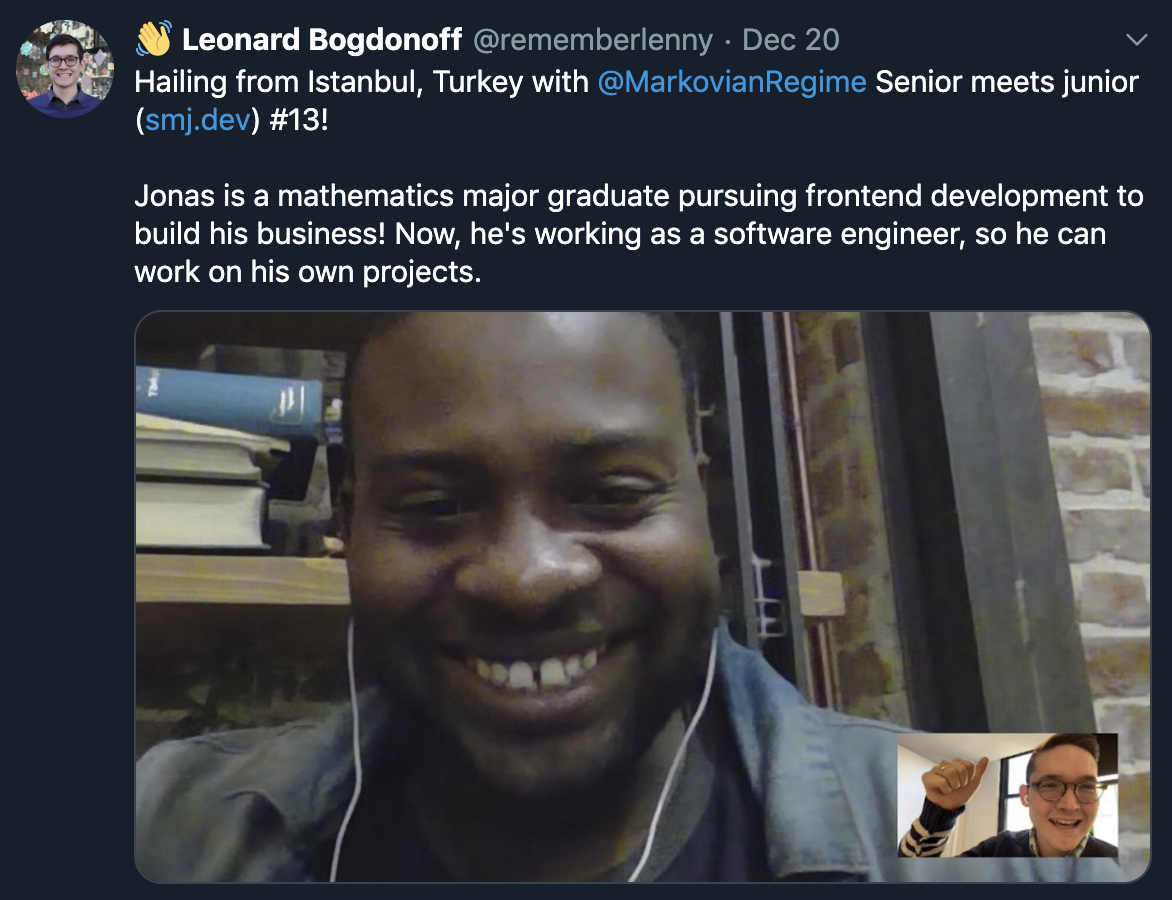 👋 Leonard Bogdonoff @rememberlenny · Dec 20
Hailing from Istanbul, Turkey with @MarkovianRegime Senior meets junior
(smj.dev) #13!
Jonas is a mathematics major graduate pursuing frontend development to
build his business! Now, he's working as a software engineer, so he can
work on his own projects.